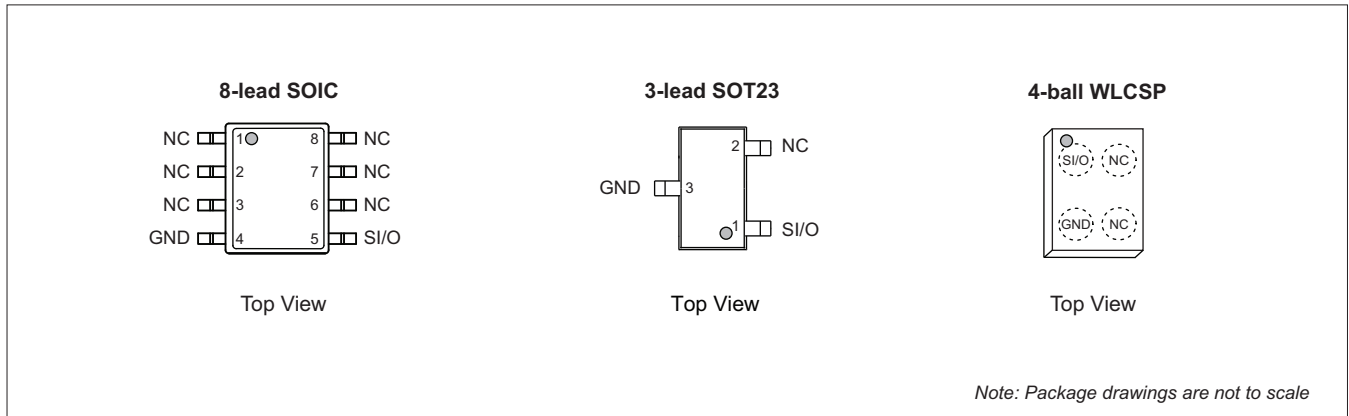 8-lead SOIC
NC 1 8 NC
NC 2 7 NC
NC 3 6 NC
GND 4 5 SI/O
Top View
3-lead SOT23
2 NC
GND 3
1 SI/O
Top View
4-ball WLCSP
SI/O NC
GND NC
Top View
Note: Package drawings are not to scale